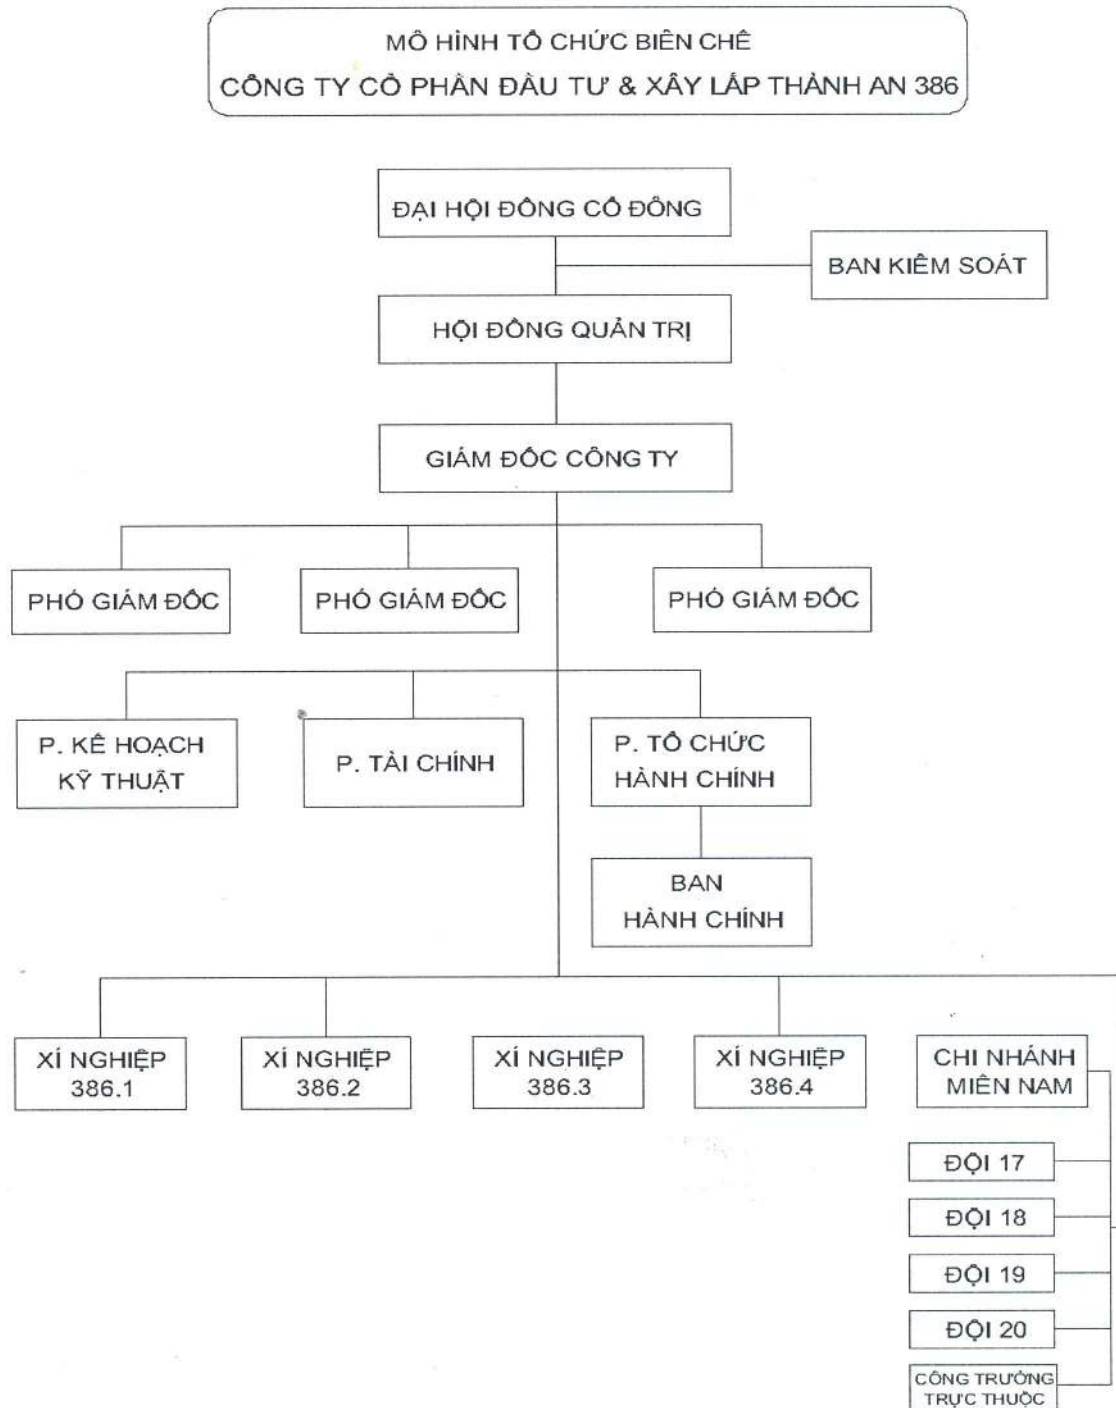 MÔ HÌNH TỔ CHỨC BIÊN CHẾ
CÔNG TY CỔ PHẦN ĐẦU TƯ & XÂY LẮP THÀNH AN 386
ĐẠI HỘI ĐỒNG CỔ ĐÔNG
BAN KIỂM SOÁT
HỘI ĐỒNG QUẢN TRỊ
GIÁM ĐỐC CÔNG TY
PHÓ GIÁM ĐỐC
PHÓ GIÁM ĐỐC
PHÓ GIÁM ĐỐC
P. KẾ HOẠCH
KỸ THUẬT
P. TÀI CHÍNH
P. TỔ CHỨC
HÀNH CHÍNH
BAN
HÀNH CHÍNH
XÍ NGHIỆP
386.1
XÍ NGHIỆP
386.2
XÍ NGHIỆP
386.3
XÍ NGHIỆP
386.4
CHI NHÁNH
MIỀN NAM
ĐỘI 17
ĐỘI 18
ĐỘI 19
ĐỘI 20
CÔNG TRƯỜNG
TRỰC THUỘC